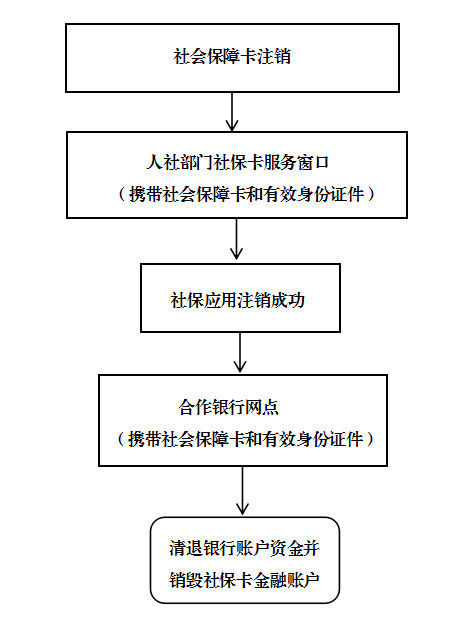 社会保障卡注销
人社部门社保卡服务窗口
（携带社会保障卡和有效身份证件）
社保应用注销成功
合作银行网点
（携带社会保障卡和有效身份证件）
清退银行账户资金并
销毁社保卡金融账户